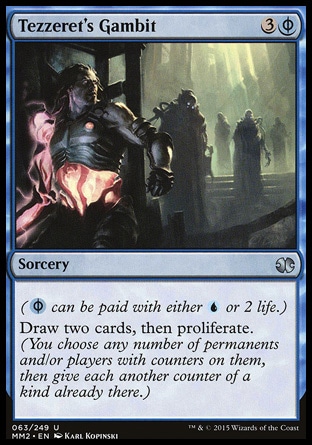 Tezzeret's Gambit 3
Sorcery
( can be paid with either or 2 life.)
Draw two cards, then proliferate.
(You choose any number of permanents
and/or players with counters on them,
then give each another counter of a
kind already there.)
063/249 U
MM2 • EN Karl Kopinski
™ & © 2015 Wizards of the Coast